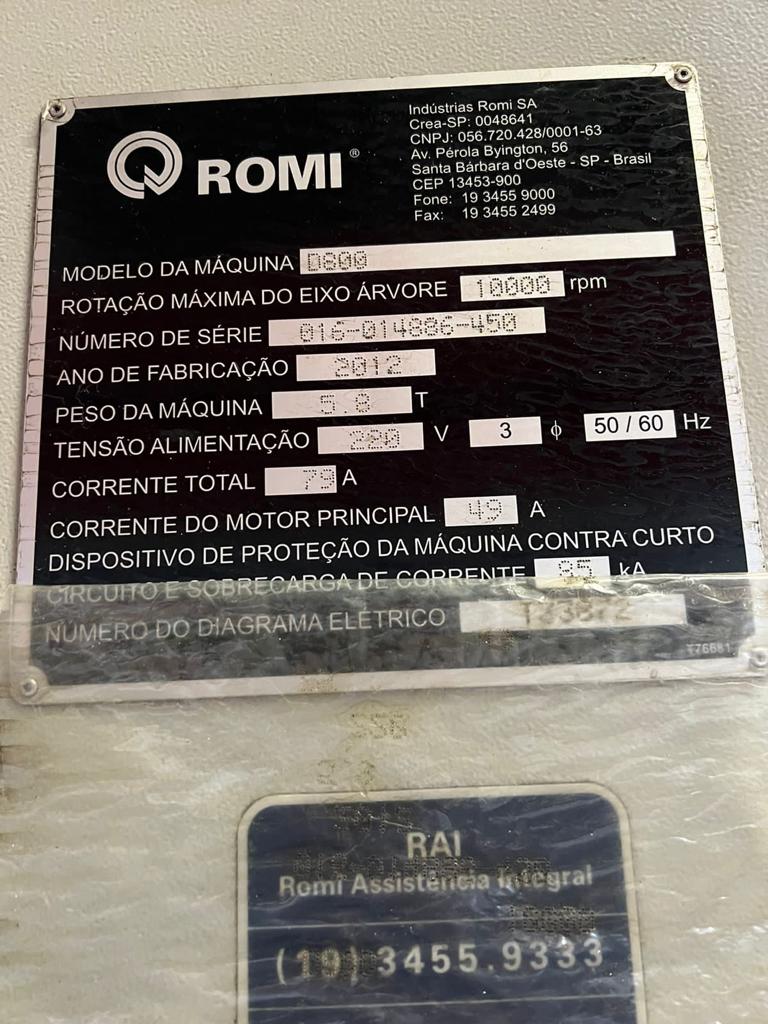 Indústrias Romi SA
Crea-SP: 0048641
CNPJ: 056.720.428/0001-63
Av. Pérola Byington, 56
Santa Bárbara d'Oeste - SP - Brasil
CEP 13453-900
Fone: 19 3455 9000
Fax: 19 3455 2499
ROMI®
MODELO DA MÁQUINA D800
ROTAÇÃO MÁXIMA DO EIXO ÁRVORE 10000 rpm
NÚMERO DE SÉRIE 016-014886-450
ANO DE FABRICAÇÃO 2012
PESO DA MÁQUINA 5.8 T
TENSÃO ALIMENTAÇÃO 220 V 3 ϕ 50 / 60 Hz
CORRENTE TOTAL 79 A
CORRENTE DO MOTOR PRINCIPAL 49 A
DISPOSITIVO DE PROTEÇÃO DA MÁQUINA CONTRA CURTO
CIRCUITO E SOBRECARGA DE CORRENTE kA
NÚMERO DO DIAGRAMA ELÉTRICO
T76681
RAI
Romi Assistência Integral
(19) 3455.9333